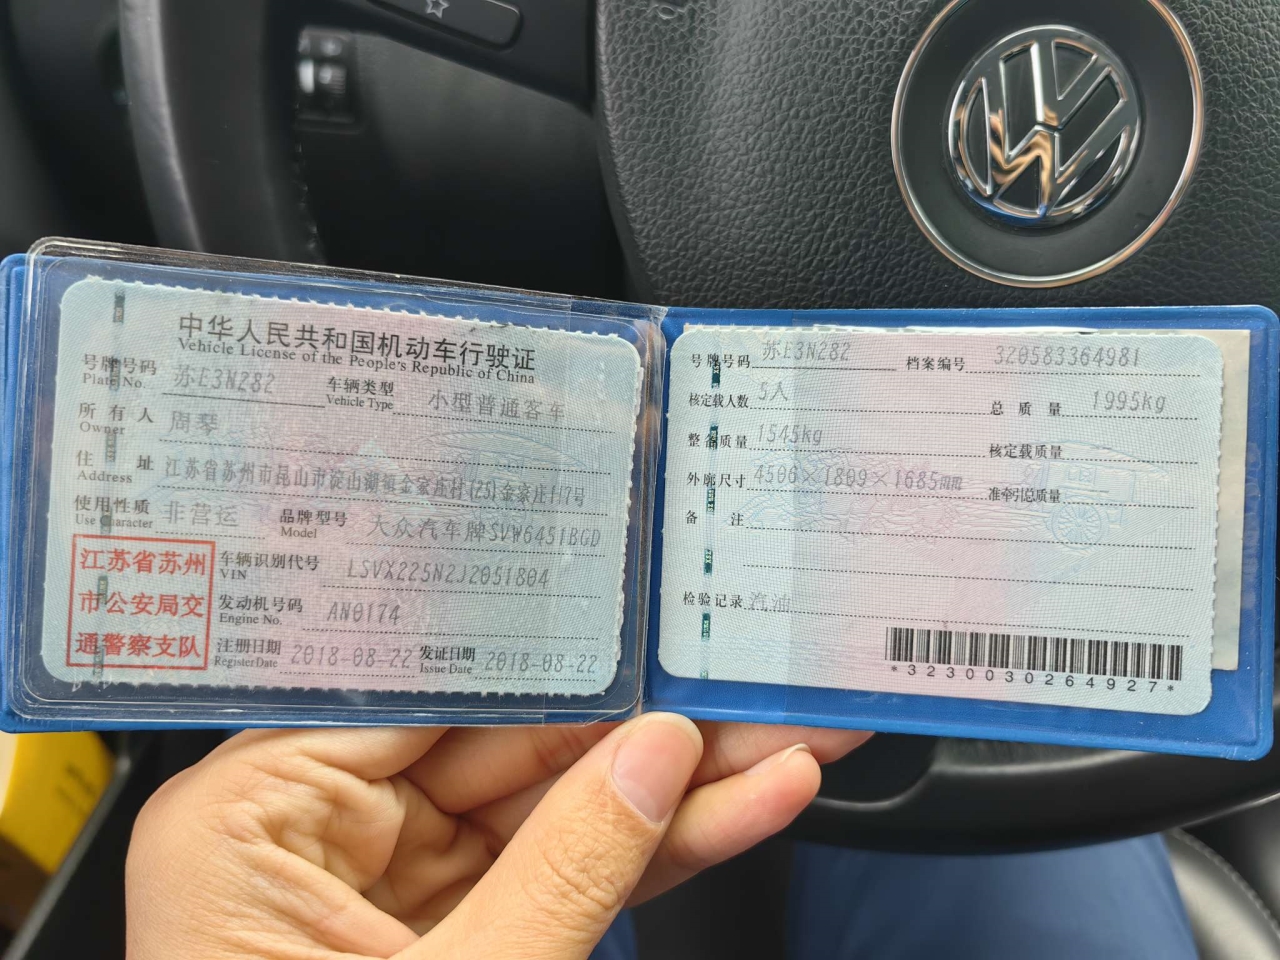 中华人民共和国机动车行驶证
Vehicle License of the People's Republic of China
号牌号码 Plate No. 苏E3N282 车辆类型 Vehicle Type 小型普通客车
所有人 Owner 周琴
住址 Address 江苏省苏州市昆山市淀山湖镇金家庄村(25)金家庄117号
使用性质 Use Character 非营运 品牌型号 Model 大众汽车牌SVW6451BGD
江苏省苏州
市公安局交
通警察支队
车辆识别代号 VIN LSVX225N2J2051804
发动机号码 Engine No. AN0174
注册日期 Register Date 2018-08-22 发证日期 Issue Date 2018-08-22
号牌号码 苏E3N282 档案编号 320583364981
核定载人数 5人 总质量 1995kg
整备质量 1545kg 核定载质量
外廓尺寸 4506×1809×1685 准牵引总质量
备注
检验记录 汽油
*3230030264927*